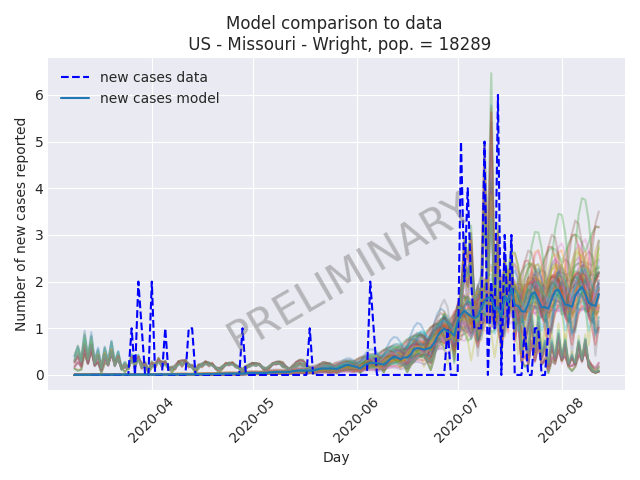 Model comparison to data
US - Missouri - Wright, pop. = 18289
new cases data
new cases model
PRELIMINARY
Number of new cases reported
6
5
4
3
2
1
0
2020-04
2020-05
2020-06
2020-07
2020-08
Day